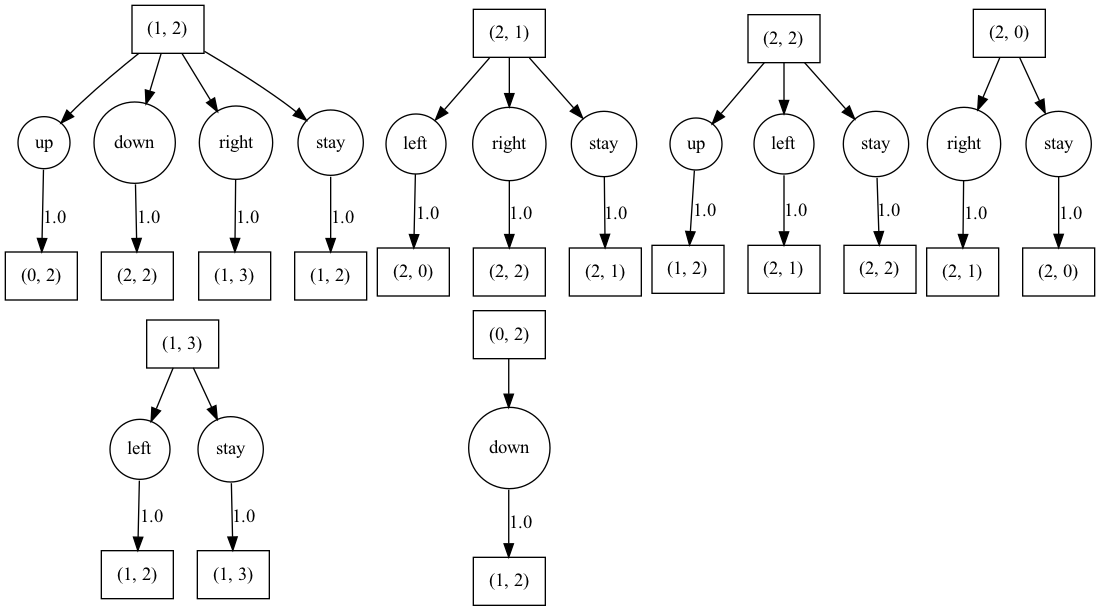 (1, 2)
up
down
right
stay
1.0
1.0
1.0
1.0
(0, 2)
(2, 2)
(1, 3)
(1, 2)
(2, 1)
left
right
stay
1.0
1.0
1.0
(2, 0)
(2, 2)
(2, 1)
(2, 2)
up
left
stay
1.0
1.0
1.0
(1, 2)
(2, 1)
(2, 2)
(2, 0)
right
stay
1.0
1.0
(2, 1)
(2, 0)
(1, 3)
left
stay
1.0
1.0
(1, 2)
(1, 3)
(0, 2)
down
1.0
(1, 2)